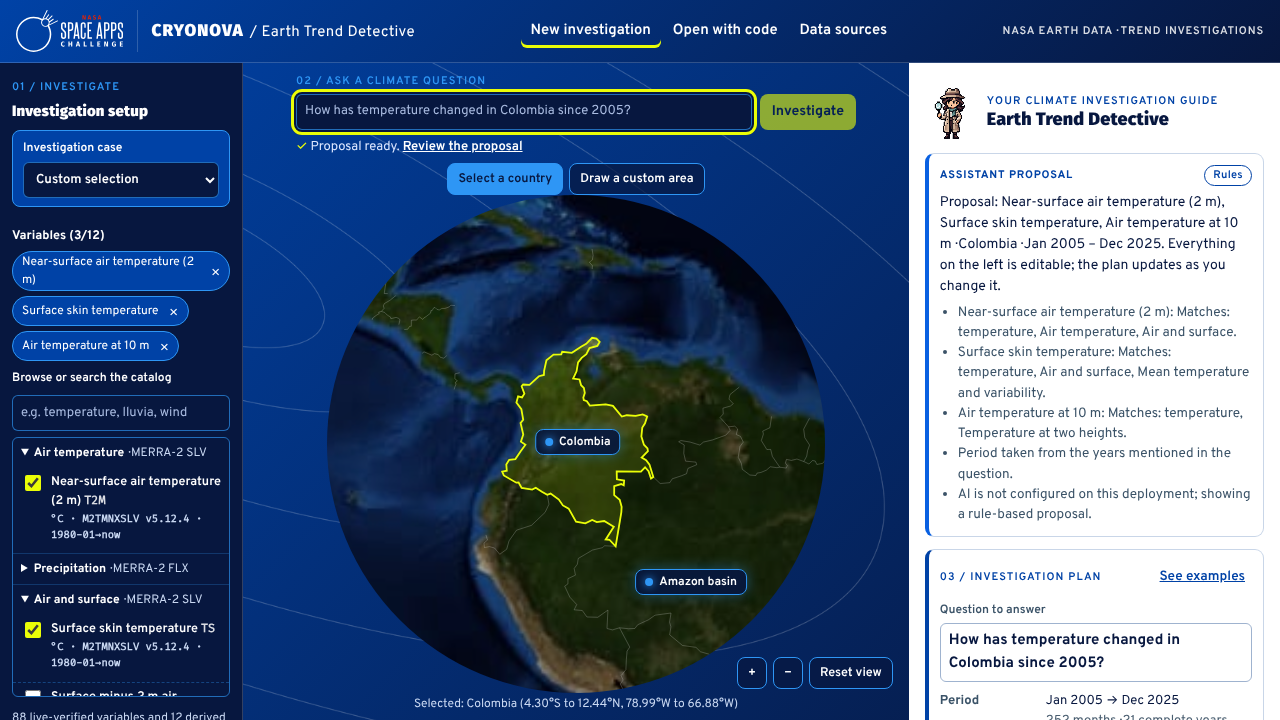 NASA
SPACE APPS
CHALLENGE
CRYONOVA / Earth Trend Detective
New investigation
Open with code
Data sources
NASA EARTH DATA · TREND INVESTIGATIONS
01 / INVESTIGATE
Investigation setup
Investigation case
Custom selection
Variables (3/12)
Near-surface air temperature (2
m) ×
Surface skin temperature ×
Air temperature at 10 m ×
Browse or search the catalog
e.g. temperature, lluvia, wind
Air temperature · MERRA-2 SLV
Near-surface air temperature
(2 m) T2M
°C · M2TMNXSLV v5.12.4 ·
1980-01→now
Precipitation · MERRA-2 FLX
Air and surface · MERRA-2 SLV
Surface skin temperature TS
°C · M2TMNXSLV v5.12.4 ·
1980-01→now
Surface minus 2 m air
88 live-verified variables and 12 derived
02 / ASK A CLIMATE QUESTION
How has temperature changed in Colombia since 2005?
Investigate
✓ Proposal ready. Review the proposal
Select a country
Draw a custom area
Colombia
Amazon basin
+
−
Reset view
Selected: Colombia (4.30°S to 12.44°N, 78.99°W to 66.88°W)
YOUR CLIMATE INVESTIGATION GUIDE
Earth Trend Detective
ASSISTANT PROPOSAL
Rules
Proposal: Near-surface air temperature (2 m),
Surface skin temperature, Air temperature at 10
m · Colombia · Jan 2005 – Dec 2025. Everything
on the left is editable; the plan updates as you
change it.
• Near-surface air temperature (2 m): Matches:
temperature, Air temperature, Air and surface.
• Surface skin temperature: Matches:
temperature, Air and surface, Mean temperature
and variability.
• Air temperature at 10 m: Matches: temperature,
Temperature at two heights.
• Period taken from the years mentioned in the
question.
• AI is not configured on this deployment; showing
a rule-based proposal.
03 / INVESTIGATION PLAN
See examples
Question to answer
How has temperature changed in
Colombia since 2005?
Period
Jan 2005 → Dec 2025
252 months · 21 complete years